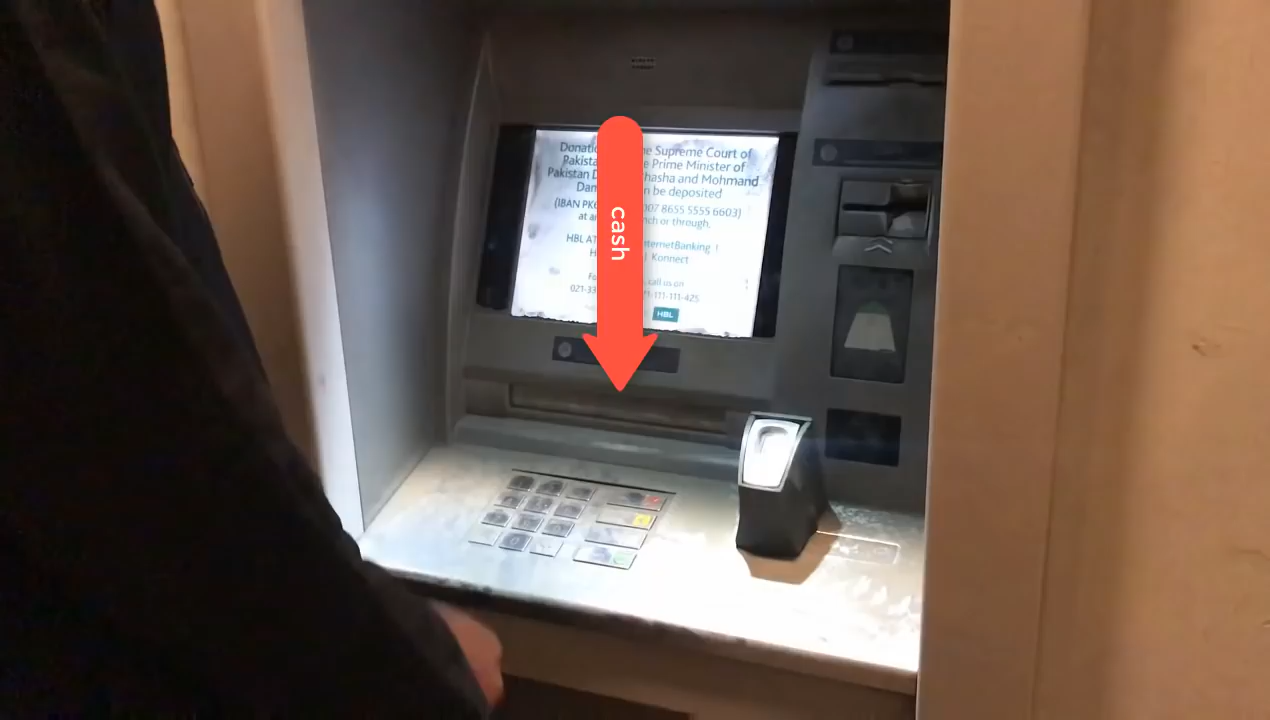 Donatio he Supreme Court of
Pakista e Prime Minister of
Pakistan D hasha and Mohmand
Dam n be deposited
(IBAN PK 007 8655 5555 6603)
at an nch or through,
HBL AT nternetBanking
H Konnect
Fo call us on
021-33 111-111-425
HBL
cash